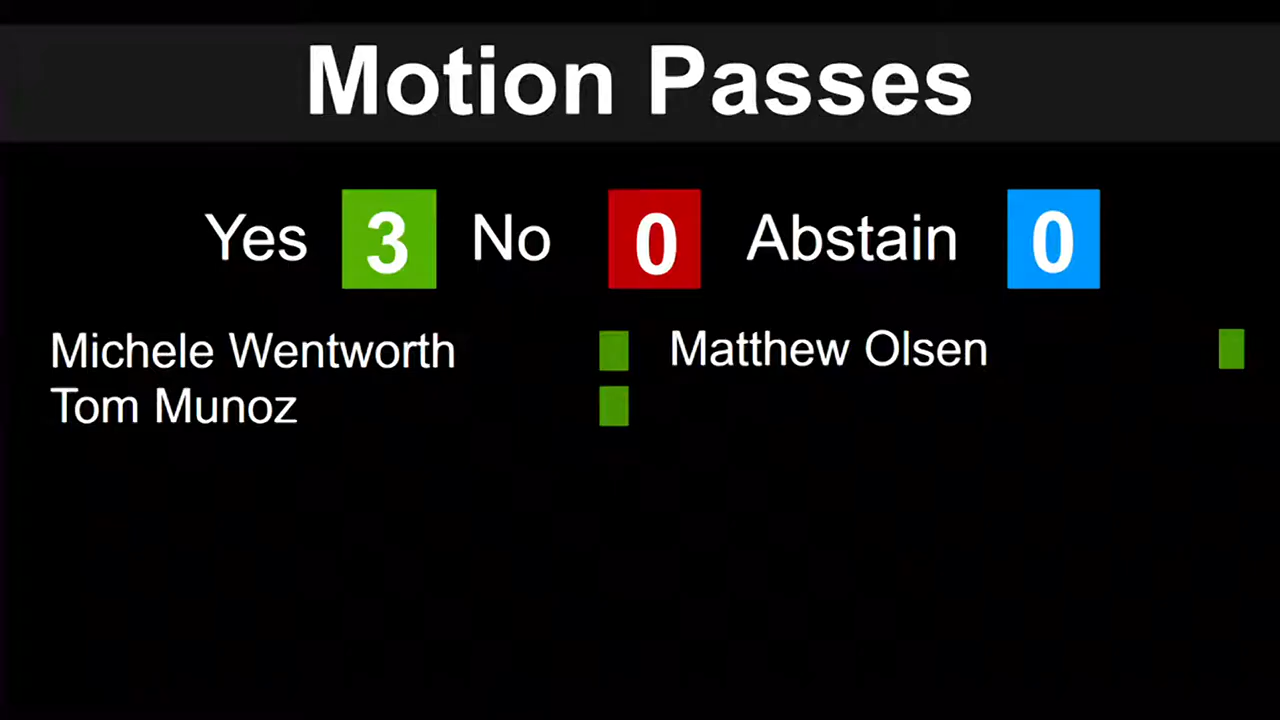 Motion Passes
Yes 3 No 0 Abstain 0
Michele Wentworth Matthew Olsen
Tom Munoz